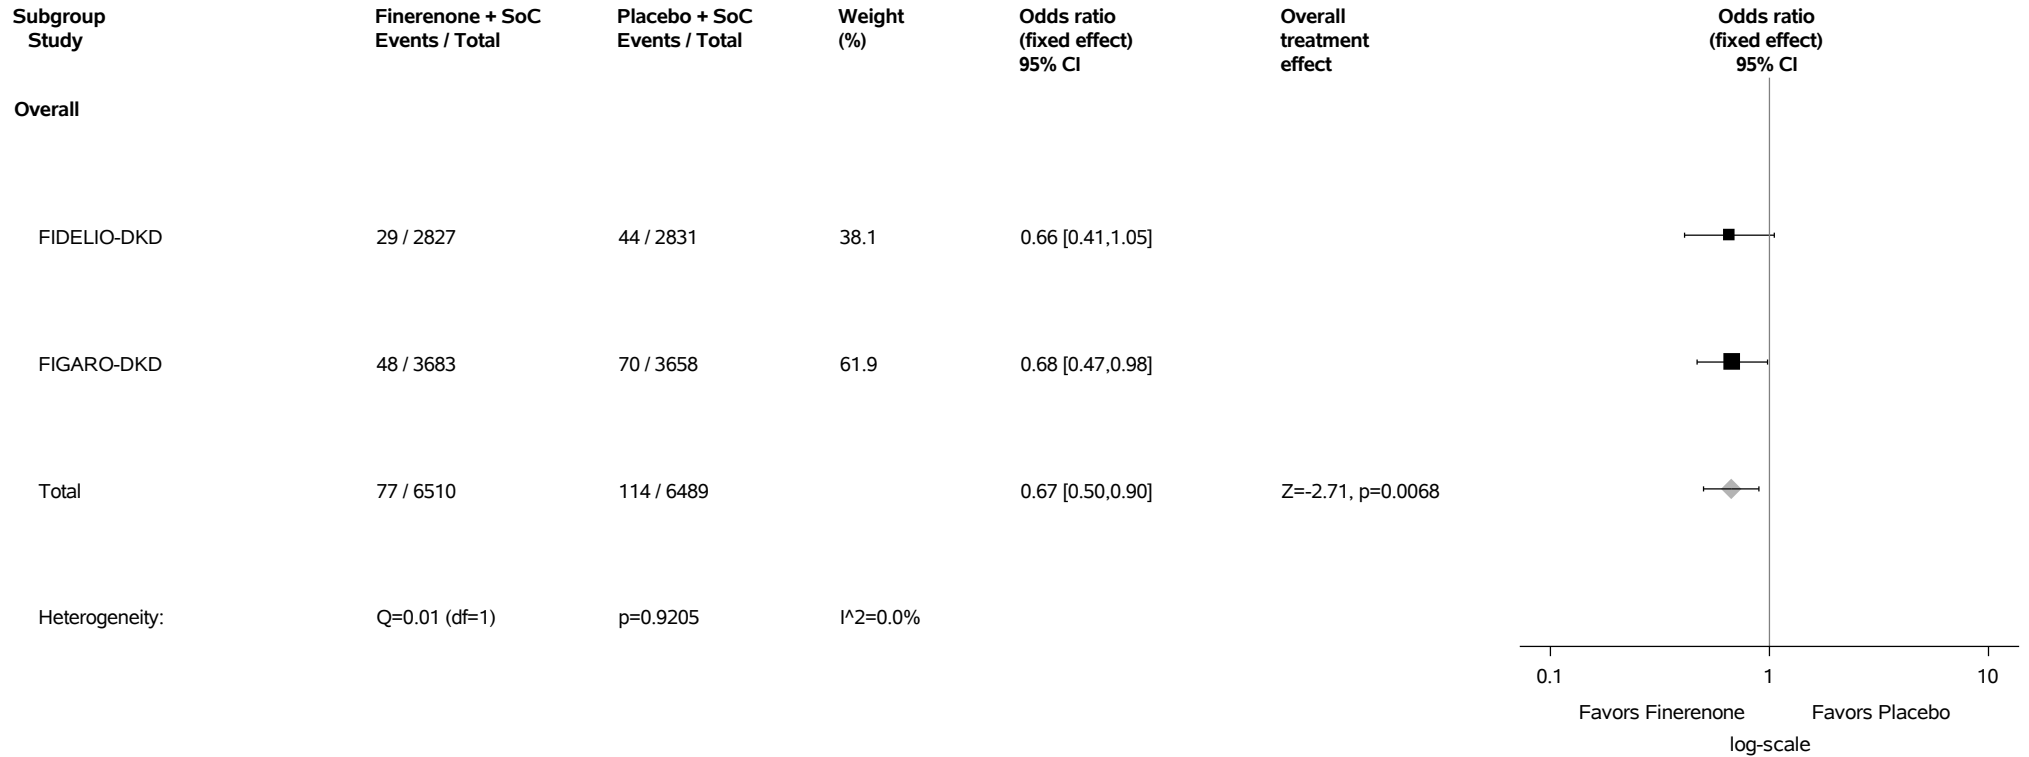 Subgroup Finerenone + SoC Placebo + SoC Weight Odds ratio Overall Odds ratio
Study Events / Total Events / Total (%) (fixed effect) treatment (fixed effect)
95% CI effect 95% CI
Overall
FIDELIO-DKD 29 / 2827 44 / 2831 38.1 0.66 [0.41,1.05]
FIGARO-DKD 48 / 3683 70 / 3658 61.9 0.68 [0.47,0.98]
Total 77 / 6510 114 / 6489 0.67 [0.50,0.90] Z=-2.71, p=0.0068
Heterogeneity: Q=0.01 (df=1) p=0.9205 I^2=0.0%
0.1 1 10
Favors Finerenone Favors Placebo
log-scale